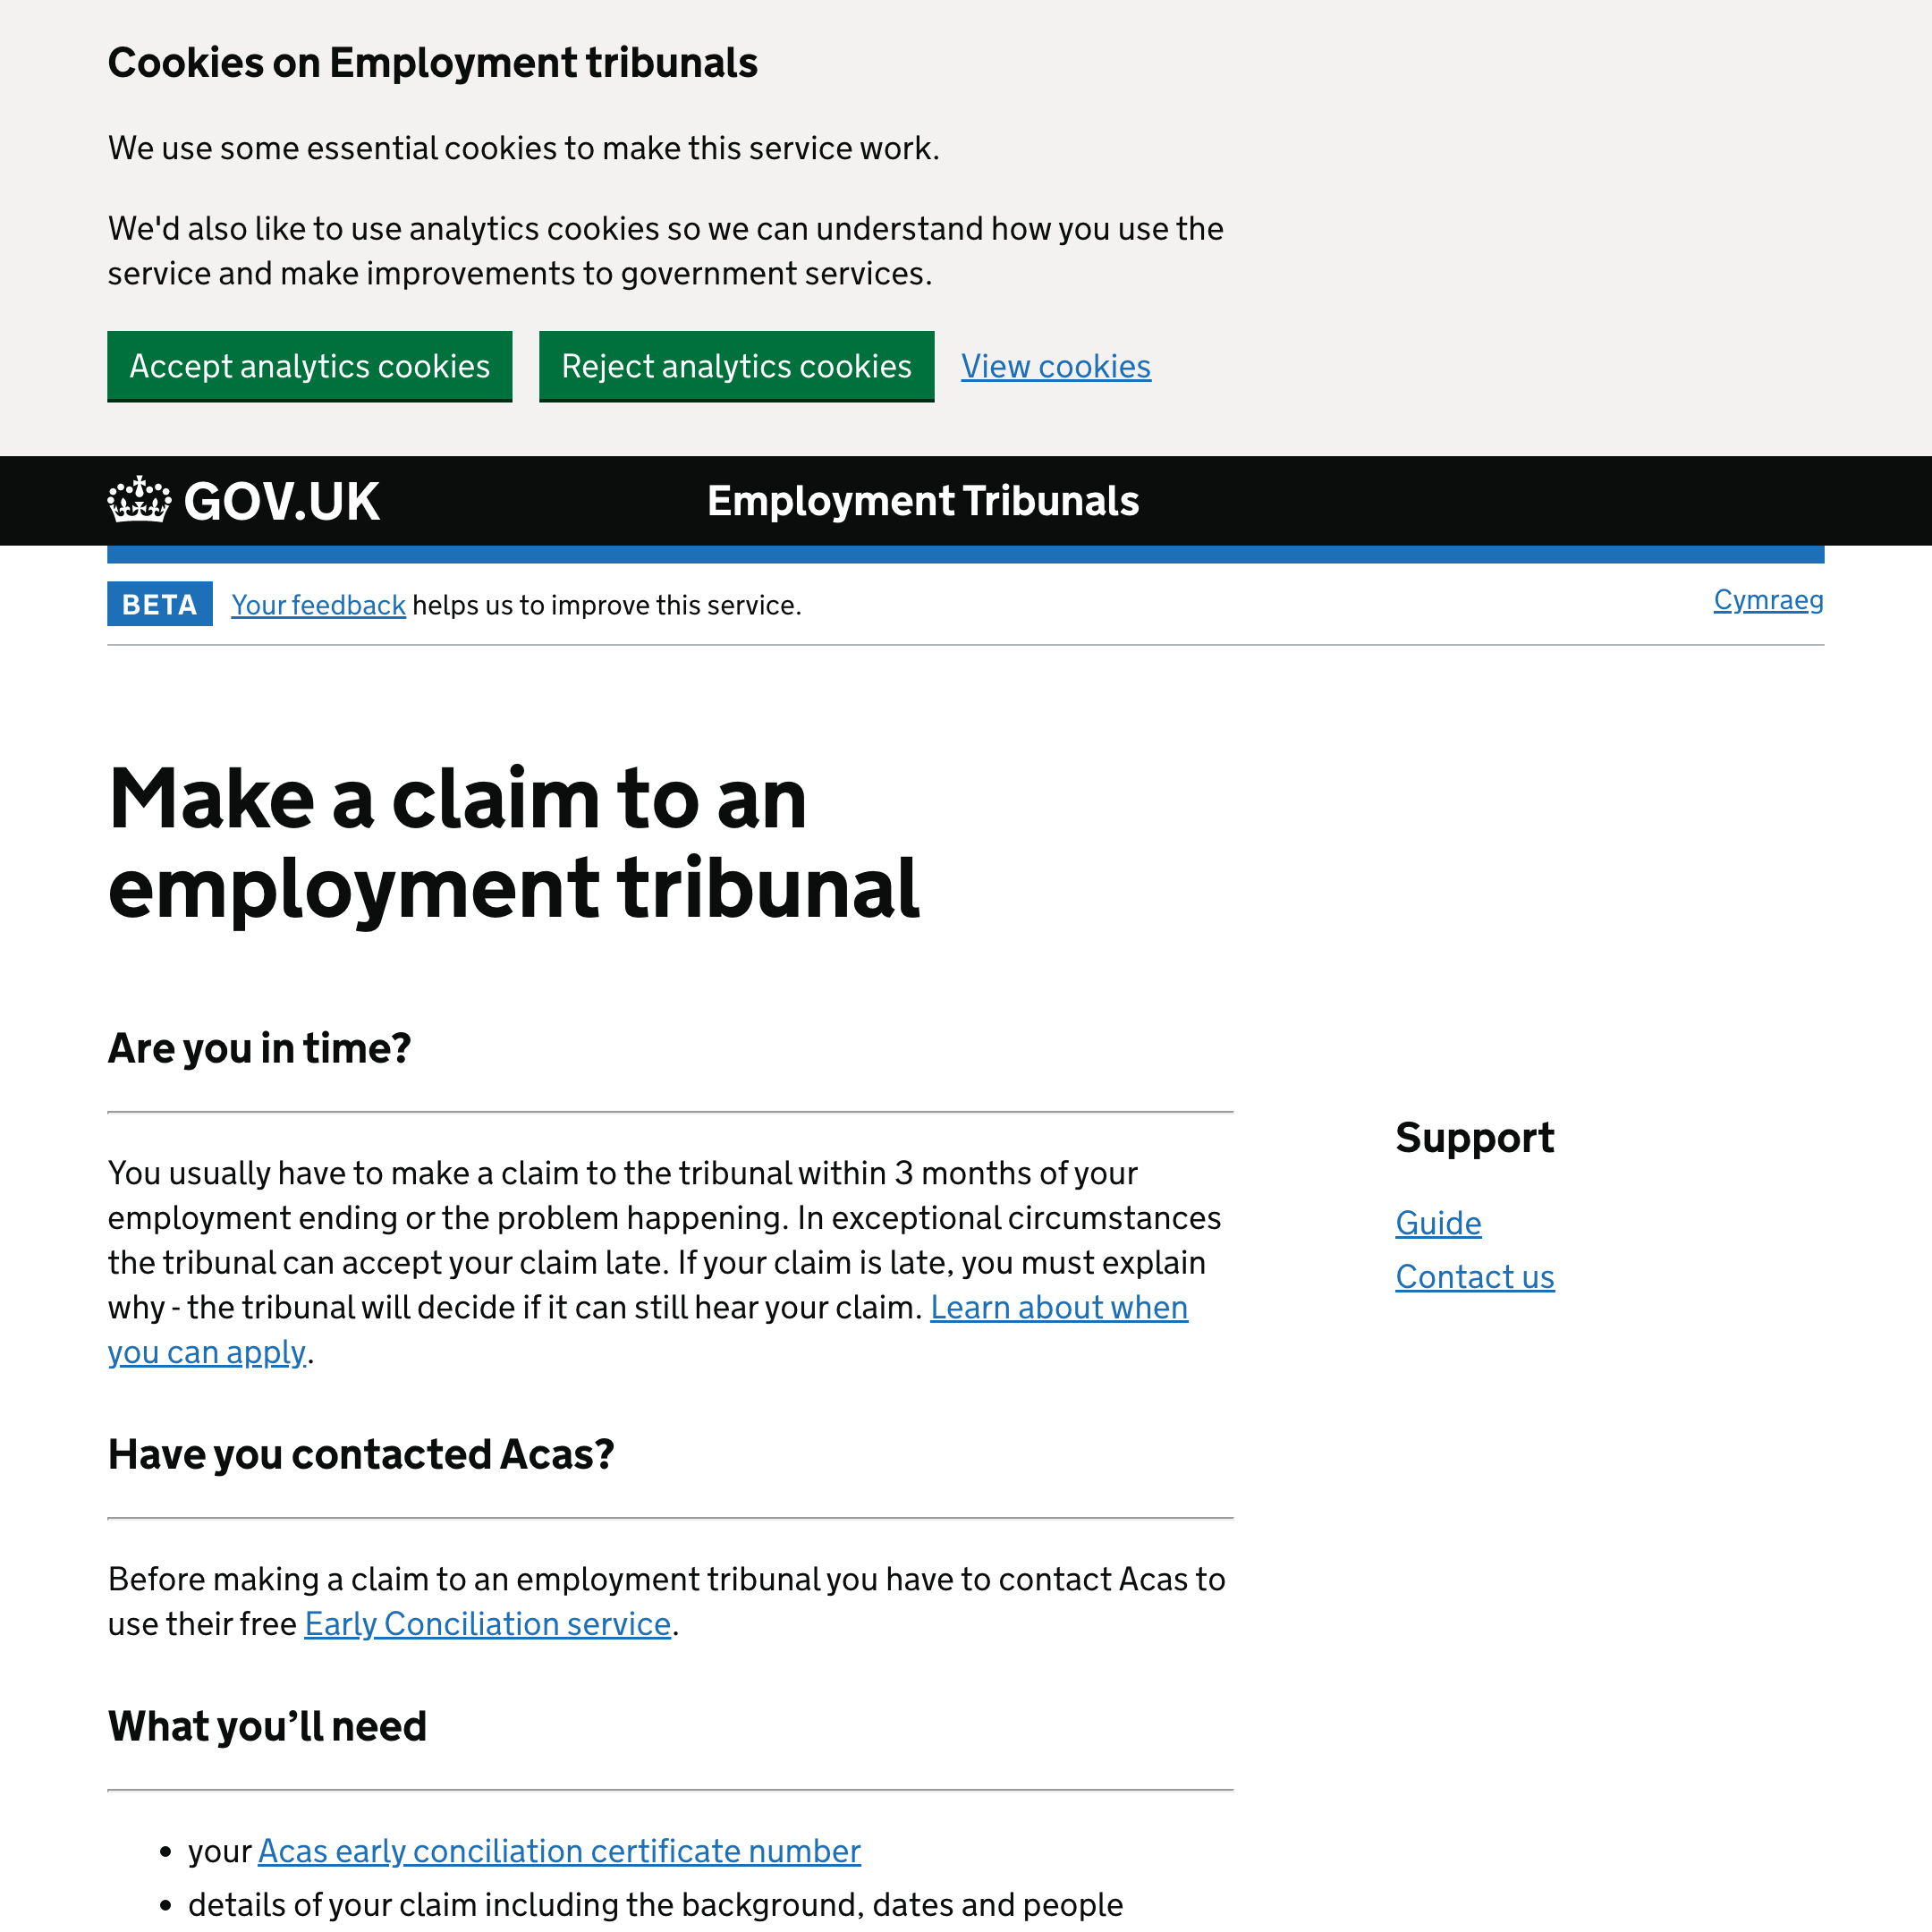 Cookies on Employment tribunals
We use some essential cookies to make this service work.
We'd also like to use analytics cookies so we can understand how you use the
service and make improvements to government services.
Accept analytics cookies
Reject analytics cookies
View cookies
GOV.UK
Employment Tribunals
BETA
Your feedback helps us to improve this service.
Cymraeg
Make a claim to an
employment tribunal
Are you in time?
You usually have to make a claim to the tribunal within 3 months of your
employment ending or the problem happening. In exceptional circumstances
the tribunal can accept your claim late. If your claim is late, you must explain
why - the tribunal will decide if it can still hear your claim. Learn about when
you can apply.
Have you contacted Acas?
Before making a claim to an employment tribunal you have to contact Acas to
use their free Early Conciliation service.
What you’ll need
• your Acas early conciliation certificate number
• details of your claim including the background, dates and people
Support
Guide
Contact us